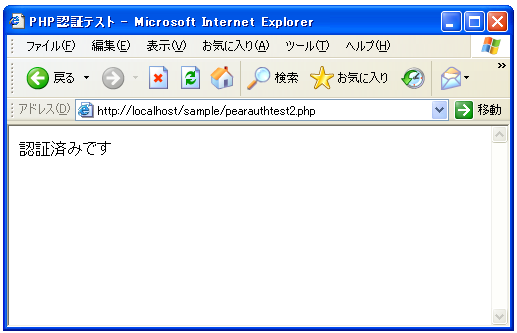 PHP認証テスト - Microsoft Internet Explorer
ファイル(F) 編集(E) 表示(V) お気に入り(A) ツール(T) ヘルプ(H)
戻る 検索 お気に入り »
アドレス(D) http://localhost/sample/pearauthtest2.php 移動
認証済みです